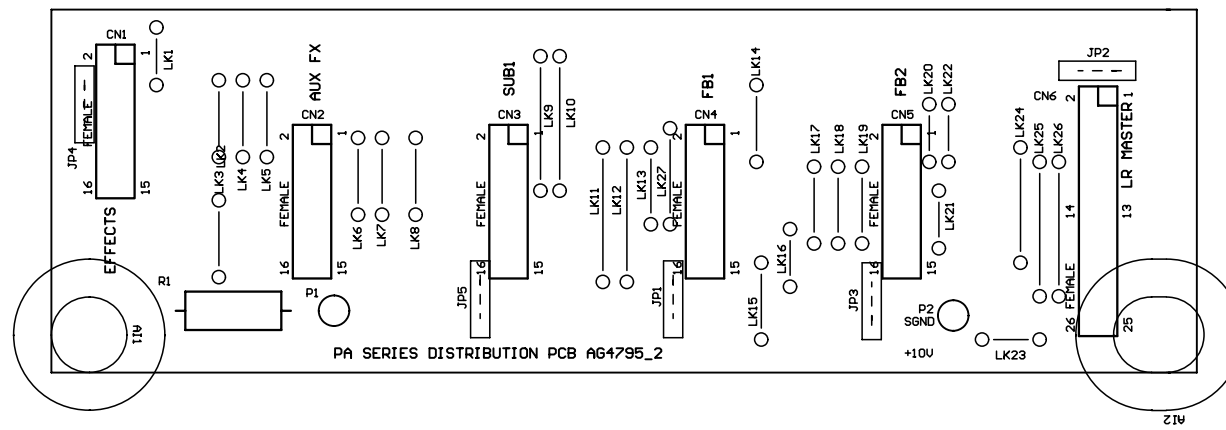 CN1
2
1
FEMALE
JP4
16
15
EFFECTS
LK1
LK2
LK3
LK4
LK5
AUX FX
CN2
2
1
FEMALE
16
15
LK6
LK7
LK8
R1
P1
AI1
SUB1
CN3
2
1
FEMALE
16
15
JP5
LK9
LK10
LK11
LK12
LK13
LK27
FB1
CN4
2
1
FEMALE
16
15
JP1
LK14
LK15
LK16
LK17
LK18
LK19
FB2
CN5
2
1
FEMALE
16
15
JP3
LK20
LK22
LK21
P2
SGND
+10V
LK23
LK24
LK25
LK26
JP2
CN6
2
1
LR MASTER
14
13
FEMALE
26
25
AI2
PA SERIES DISTRIBUTION PCB AG4795_2